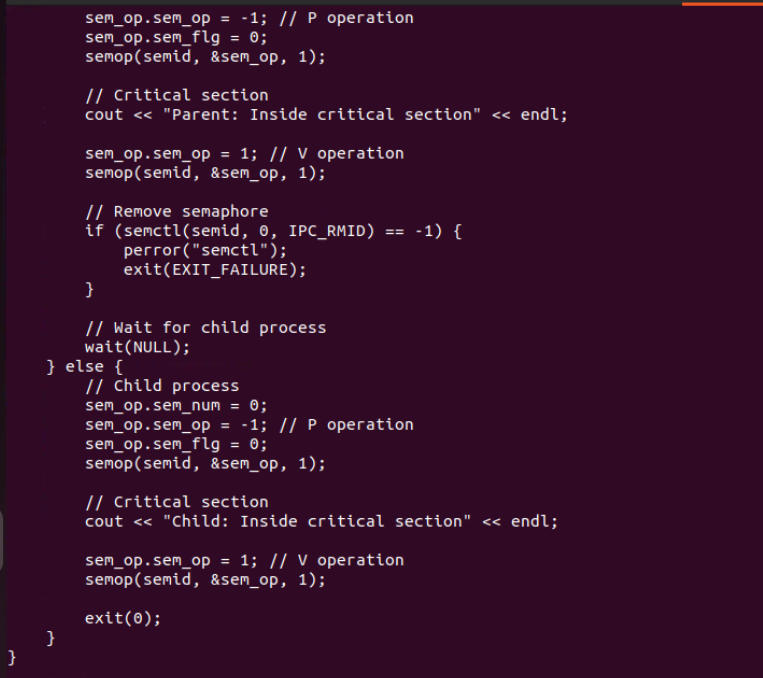 sem_op.sem_op = -1; // P operation
sem_op.sem_flg = 0;
semop(semid, &sem_op, 1);
// Critical section
cout << "Parent: Inside critical section" << endl;
sem_op.sem_op = 1; // V operation
semop(semid, &sem_op, 1);
// Remove semaphore
if (semctl(semid, 0, IPC_RMID) == -1) {
perror("semctl");
exit(EXIT_FAILURE);
}
// Wait for child process
wait(NULL);
} else {
// Child process
sem_op.sem_num = 0;
sem_op.sem_op = -1; // P operation
sem_op.sem_flg = 0;
semop(semid, &sem_op, 1);
// Critical section
cout << "Child: Inside critical section" << endl;
sem_op.sem_op = 1; // V operation
semop(semid, &sem_op, 1);
exit(0);
}
}